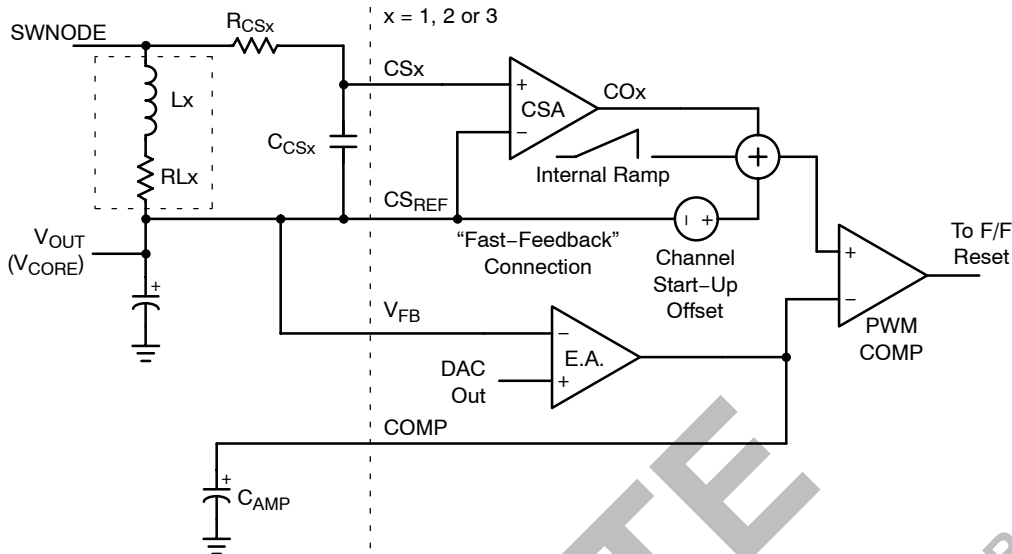 x = 1, 2 or 3
SWNODE
RCSx
CSx
COx
Lx
+
CSA
−
CCSx
+
Internal Ramp
RLx
CSREF
− +
VOUT
(VCORE)
"Fast−Feedback"
Connection
Channel
Start−Up
Offset
To F/F
Reset
+
−
PWM
COMP
+
VFB
−
E.A.
+
DAC
Out
COMP
+
CAMP
TE